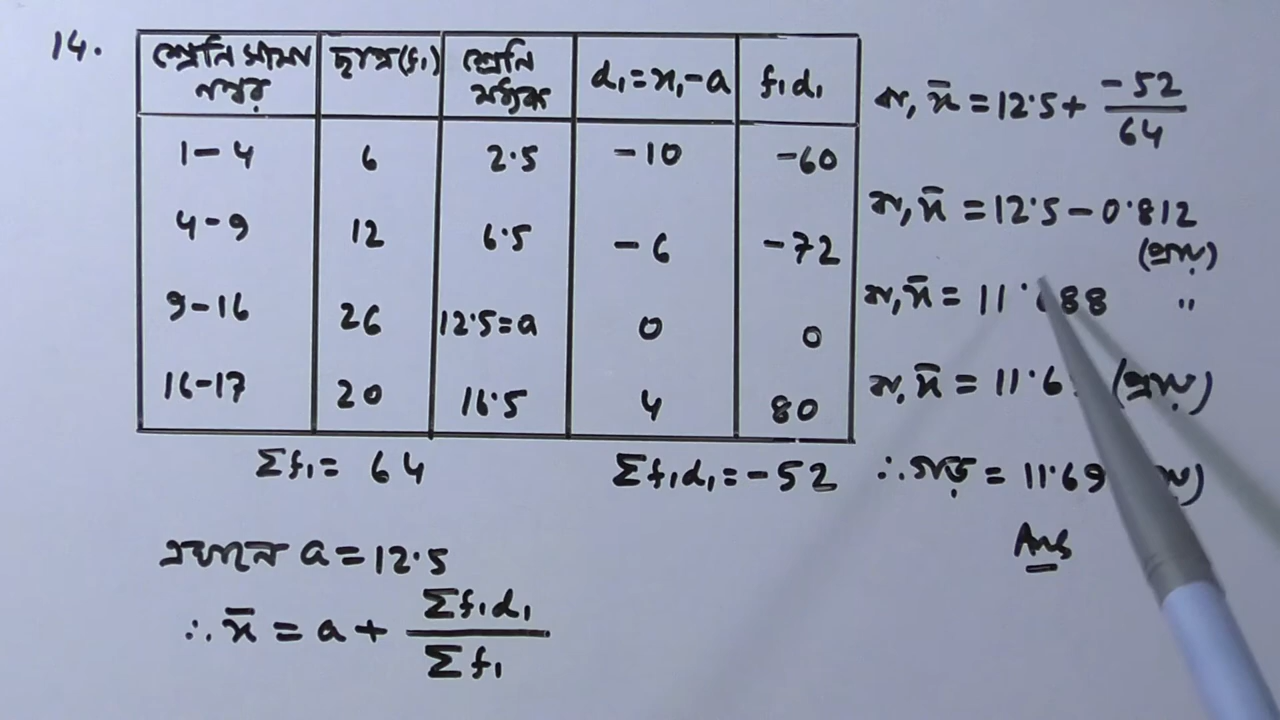 14.
শ্রেনি সীমা নম্বর | ছাত্র(f₁) | শ্রেনি মধ্যক | d₁=x₁-a | f₁d₁
1-4 | 6 | 2.5 | -10 | -60
4-9 | 12 | 6.5 | -6 | -72
9-16 | 26 | 12.5=a | 0 | 0
16-17 | 20 | 16.5 | 4 | 80
Σf₁= 64 Σf₁d₁=-52
এখানে a=12.5
∴ x̄ = a + Σf₁d₁/Σf₁
বা, x̄ = 12.5 + -52/64
বা, x̄ = 12.5 - 0.812 (প্রায়)
বা, x̄ = 11.688 "
বা, x̄ = 11.6 (প্রায়)
∴ গড় = 11.69
Ans